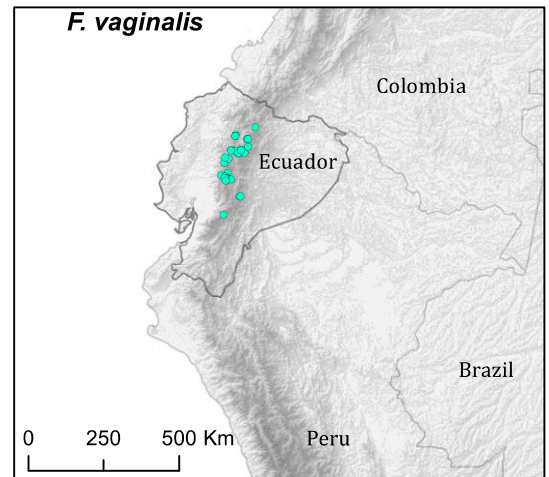 F. vaginalis
Colombia
Ecuador
Brazil
0 250 500 Km
Peru